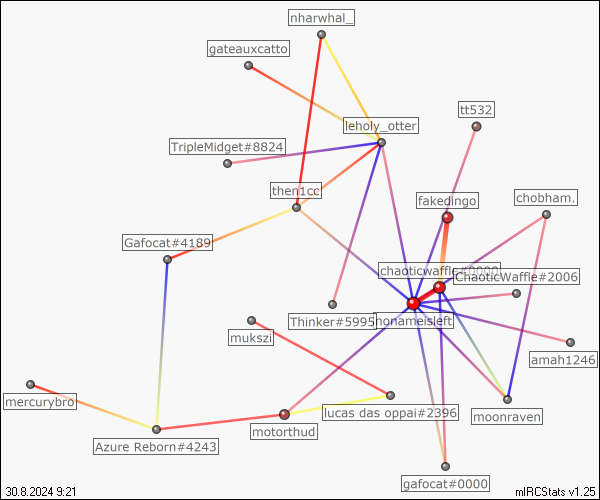 nharwhal_
gateauxcatto
tt532
leholy_otter
TripleMidget#8824
then1cc
fakedingo
chobham.
Gafocat#4189
chaoticwaffle#0000
ChaoticWaffle#2006
Thinker#5995
nonameisleft
mukszi
amah1246
mercurybro
lucas das oppai#2396
moonraven
motorthud
Azure Reborn#4243
gafocat#0000
30.8.2024 9:21
mIRCStats v1.25